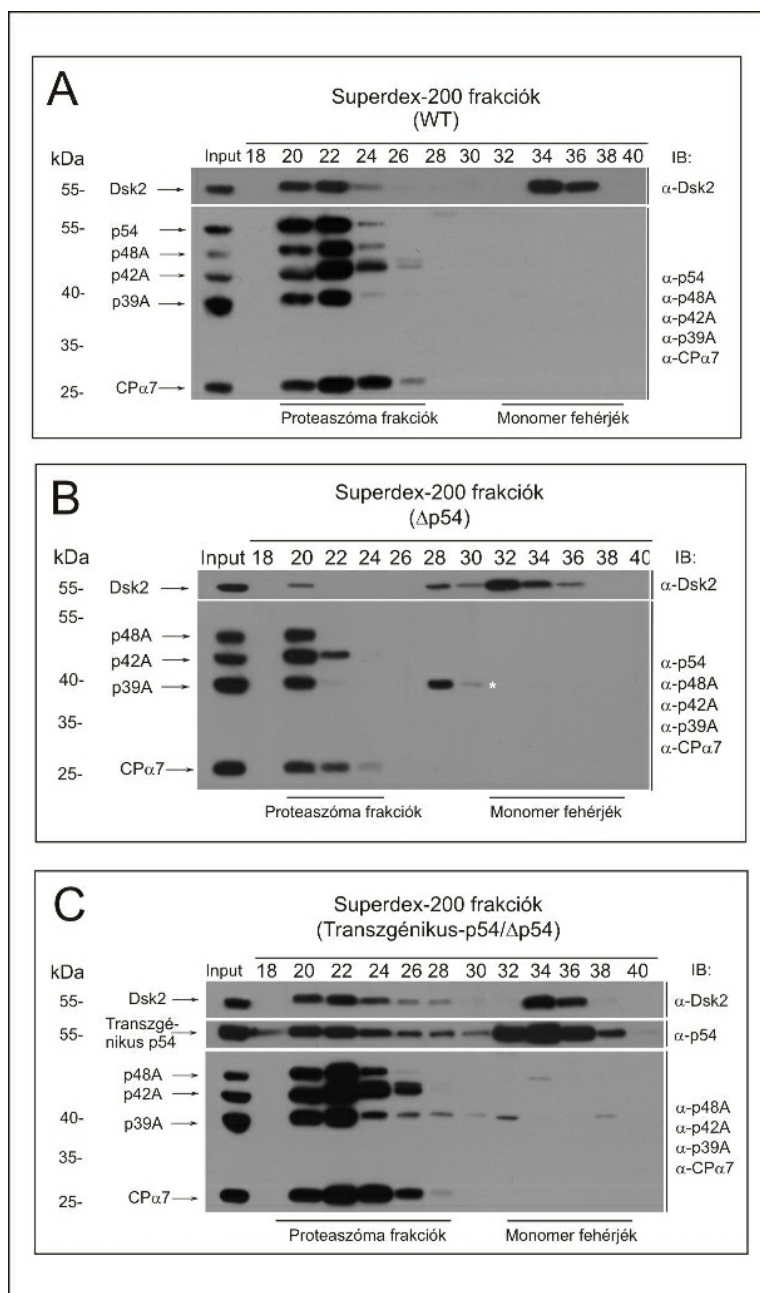 A
Superdex-200 frakciók
(WT)
kDa
Input 18 20 22 24 26 28 30 32 34 36 38 40 IB:
55- Dsk2 α-Dsk2
55- p54
p48A
p42A α-p54
40- α-p48A
p39A α-p42A
35- α-p39A
25- CPα7 α-CPα7
Proteaszóma frakciók Monomer fehérjék
B
Superdex-200 frakciók
(Δp54)
kDa
Input 18 20 22 24 26 28 30 32 34 36 38 40 IB:
55- Dsk2 α-Dsk2
55-
p48A
p42A α-p54
40- p39A * α-p48A
α-p42A
35- α-p39A
25- CPα7 α-CPα7
Proteaszóma frakciók Monomer fehérjék
C
Superdex-200 frakciók
(Transzgénikus-p54/Δp54)
kDa
Input 18 20 22 24 26 28 30 32 34 36 38 40 IB:
55- Dsk2 α-Dsk2
Transzgé-
55- nikus p54 α-p54
p48A
p42A
40- p39A α-p48A
α-p42A
35- α-p39A
25- CPα7 α-CPα7
Proteaszóma frakciók Monomer fehérjék